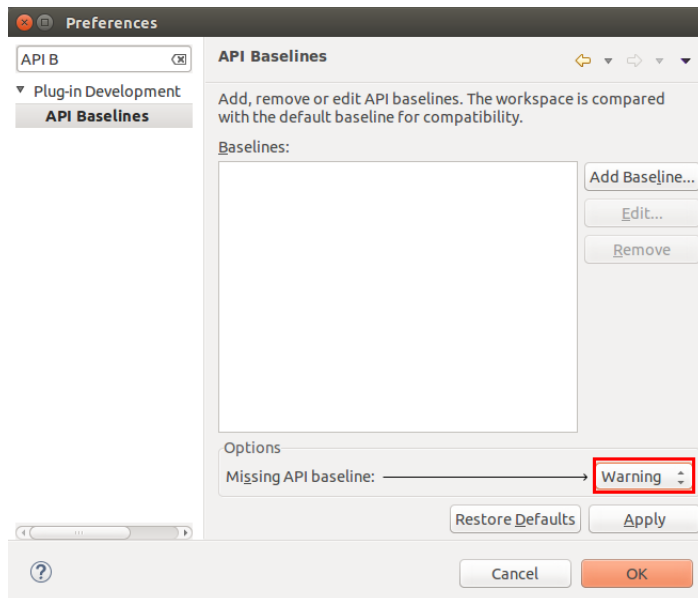 Preferences
API B
API Baselines
Plug-in Development
API Baselines
Add, remove or edit API baselines. The workspace is compared
with the default baseline for compatibility.
Baselines:
Add Baseline...
Edit...
Remove
Options
Missing API baseline:
Warning
Restore Defaults
Apply
?
Cancel
OK